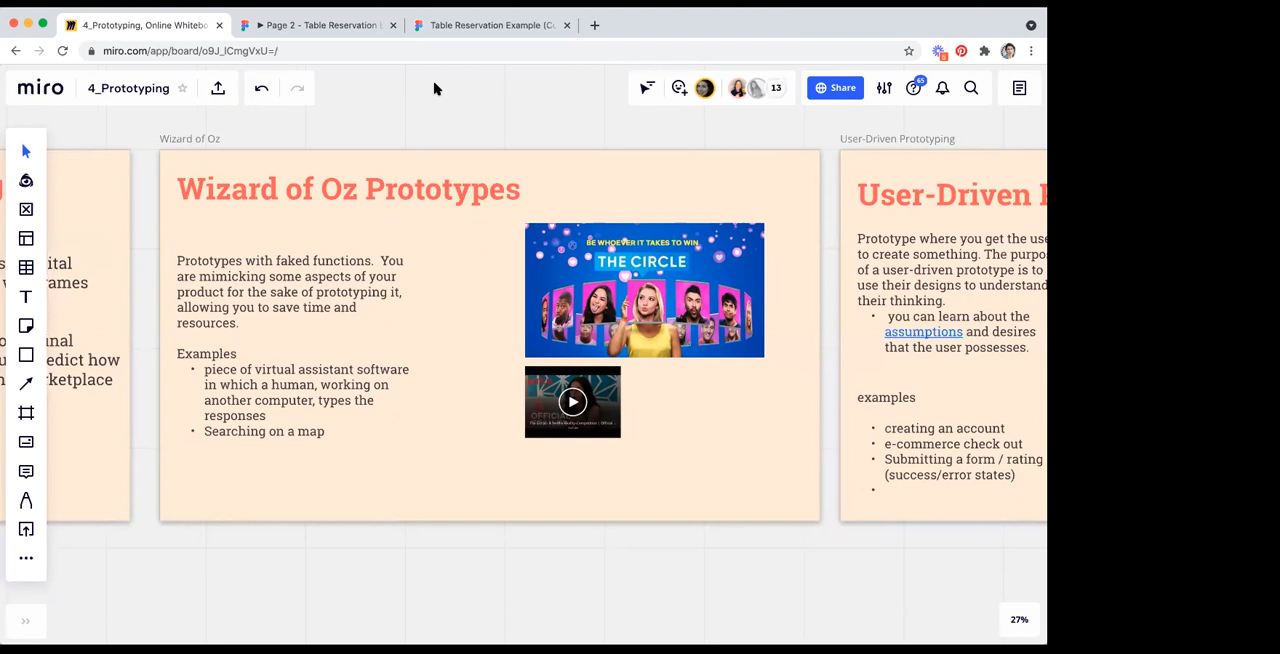 4_Prototyping, Online Whitebo
Page 2 - Table Reservation
Table Reservation Example (C
miro.com/app/board/o9J_lCmgVxU=/
6
miro
4_Prototyping
13
Share
65
Wizard of Oz
User-Driven Prototyping
Wizard of Oz Prototypes
Prototypes with faked functions. You
are mimicking some aspects of your
product for the sake of prototyping it,
allowing you to save time and
resources.
Examples
• piece of virtual assistant software
in which a human, working on
another computer, types the
responses
• Searching on a map
BE WHOEVER IT TAKES TO WIN
THE CIRCLE
OFFICIAL
User-Driven
Prototype where you get the use
to create something. The purpo
of a user-driven prototype is to
use their designs to understand
their thinking.
• you can learn about the
assumptions and desires
that the user possesses.
examples
• creating an account
• e-commerce check out
• Submitting a form / rating
(success/error states)
•
ital
frames
edict how
ketplace
T
27%